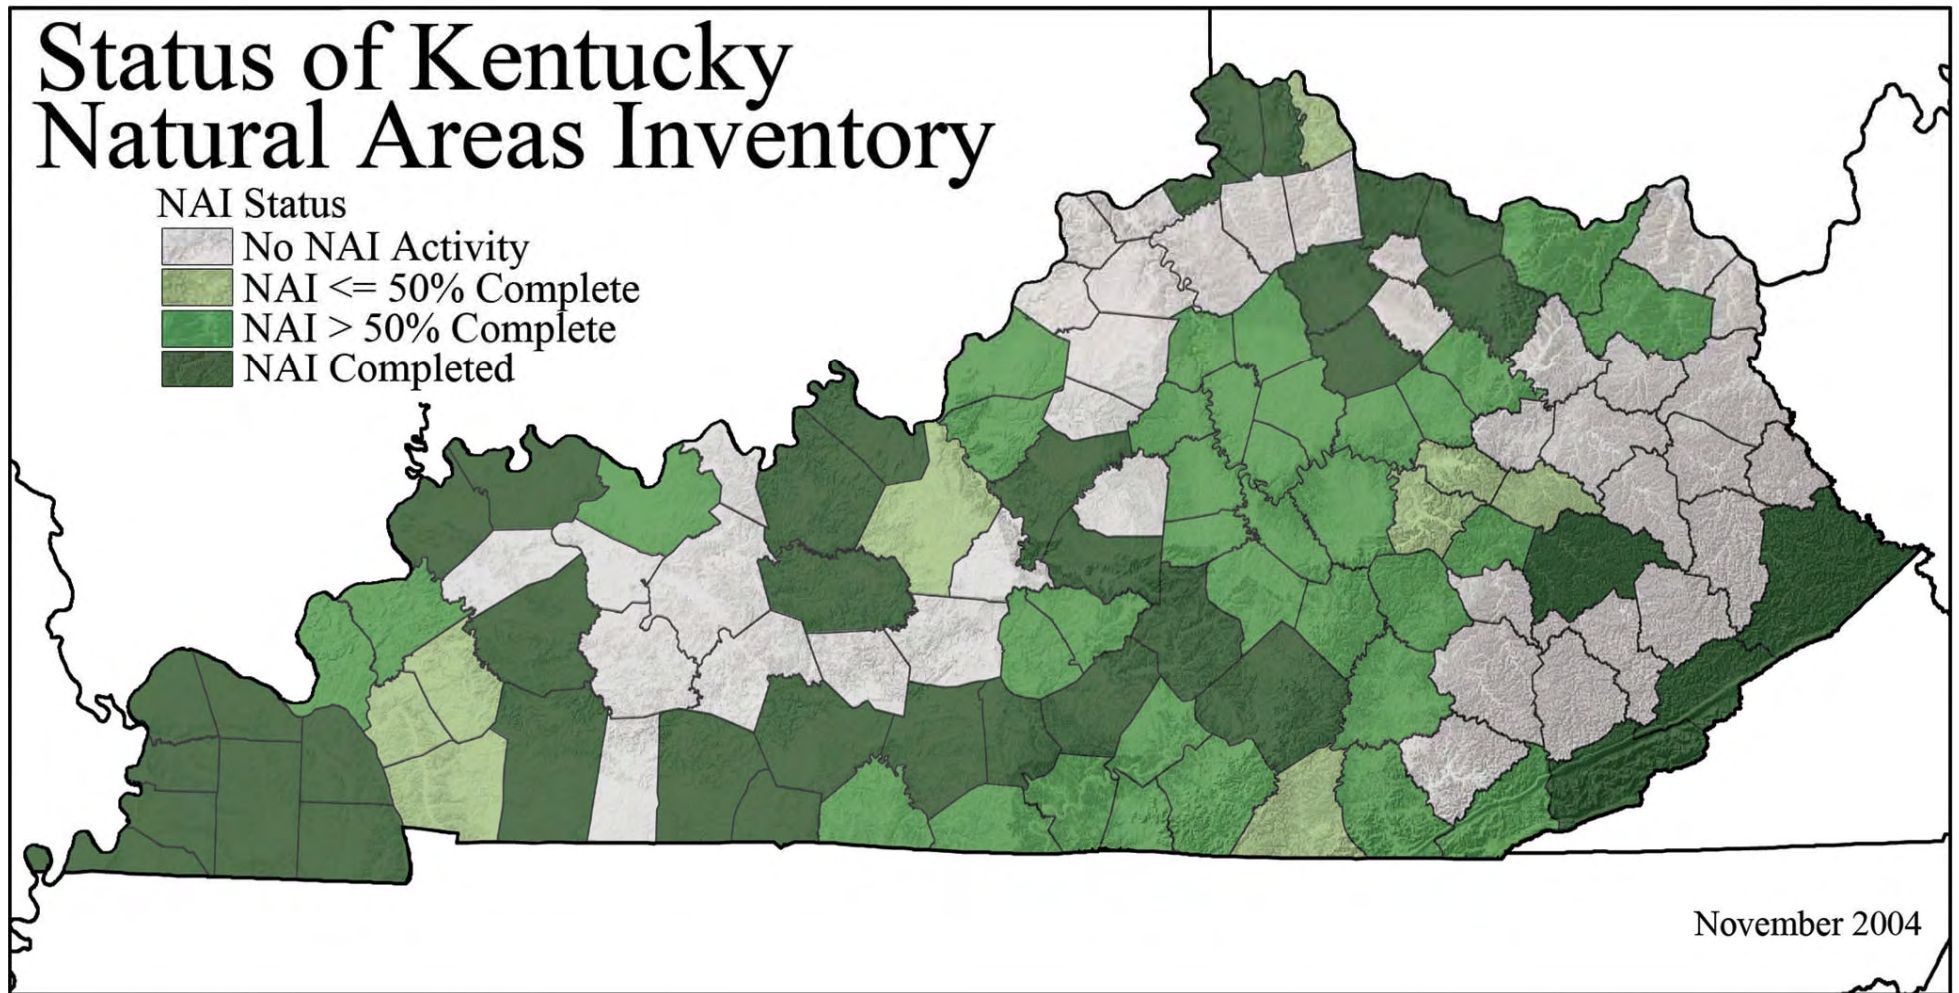 Status of Kentucky
Natural Areas Inventory
NAI Status
No NAI Activity
NAI <= 50% Complete
NAI > 50% Complete
NAI Completed
November 2004